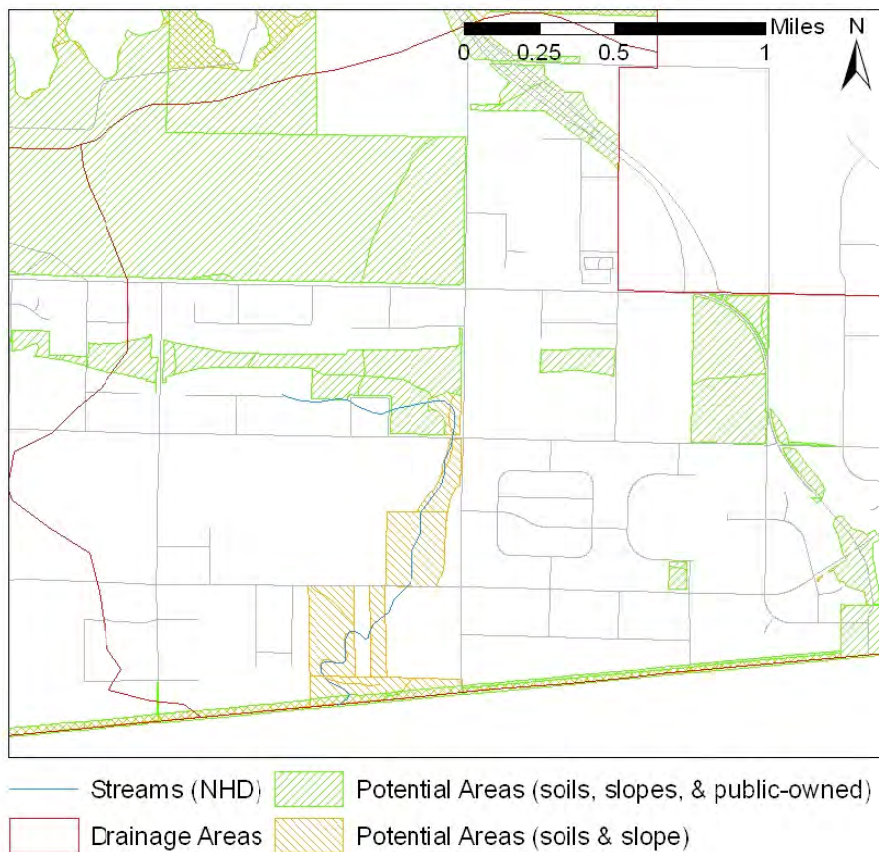 Miles N
0 0.25 0.5 1
Streams (NHD) Potential Areas (soils, slopes, & public-owned)
Drainage Areas Potential Areas (soils & slope)